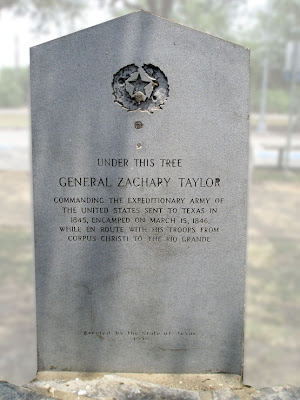 UNDER THIS TREE
GENERAL ZACHARY TAYLOR
COMMANDING THE EXPEDITIONARY ARMY OF
THE UNITED STATES SENT TO TEXAS IN
1845, ENCAMPED ON MARCH 15, 1846,
WHILE EN ROUTE WITH HIS TROOPS FROM
CORPUS CHRISTI TO THE RIO GRANDE
Erected by the State of Texas